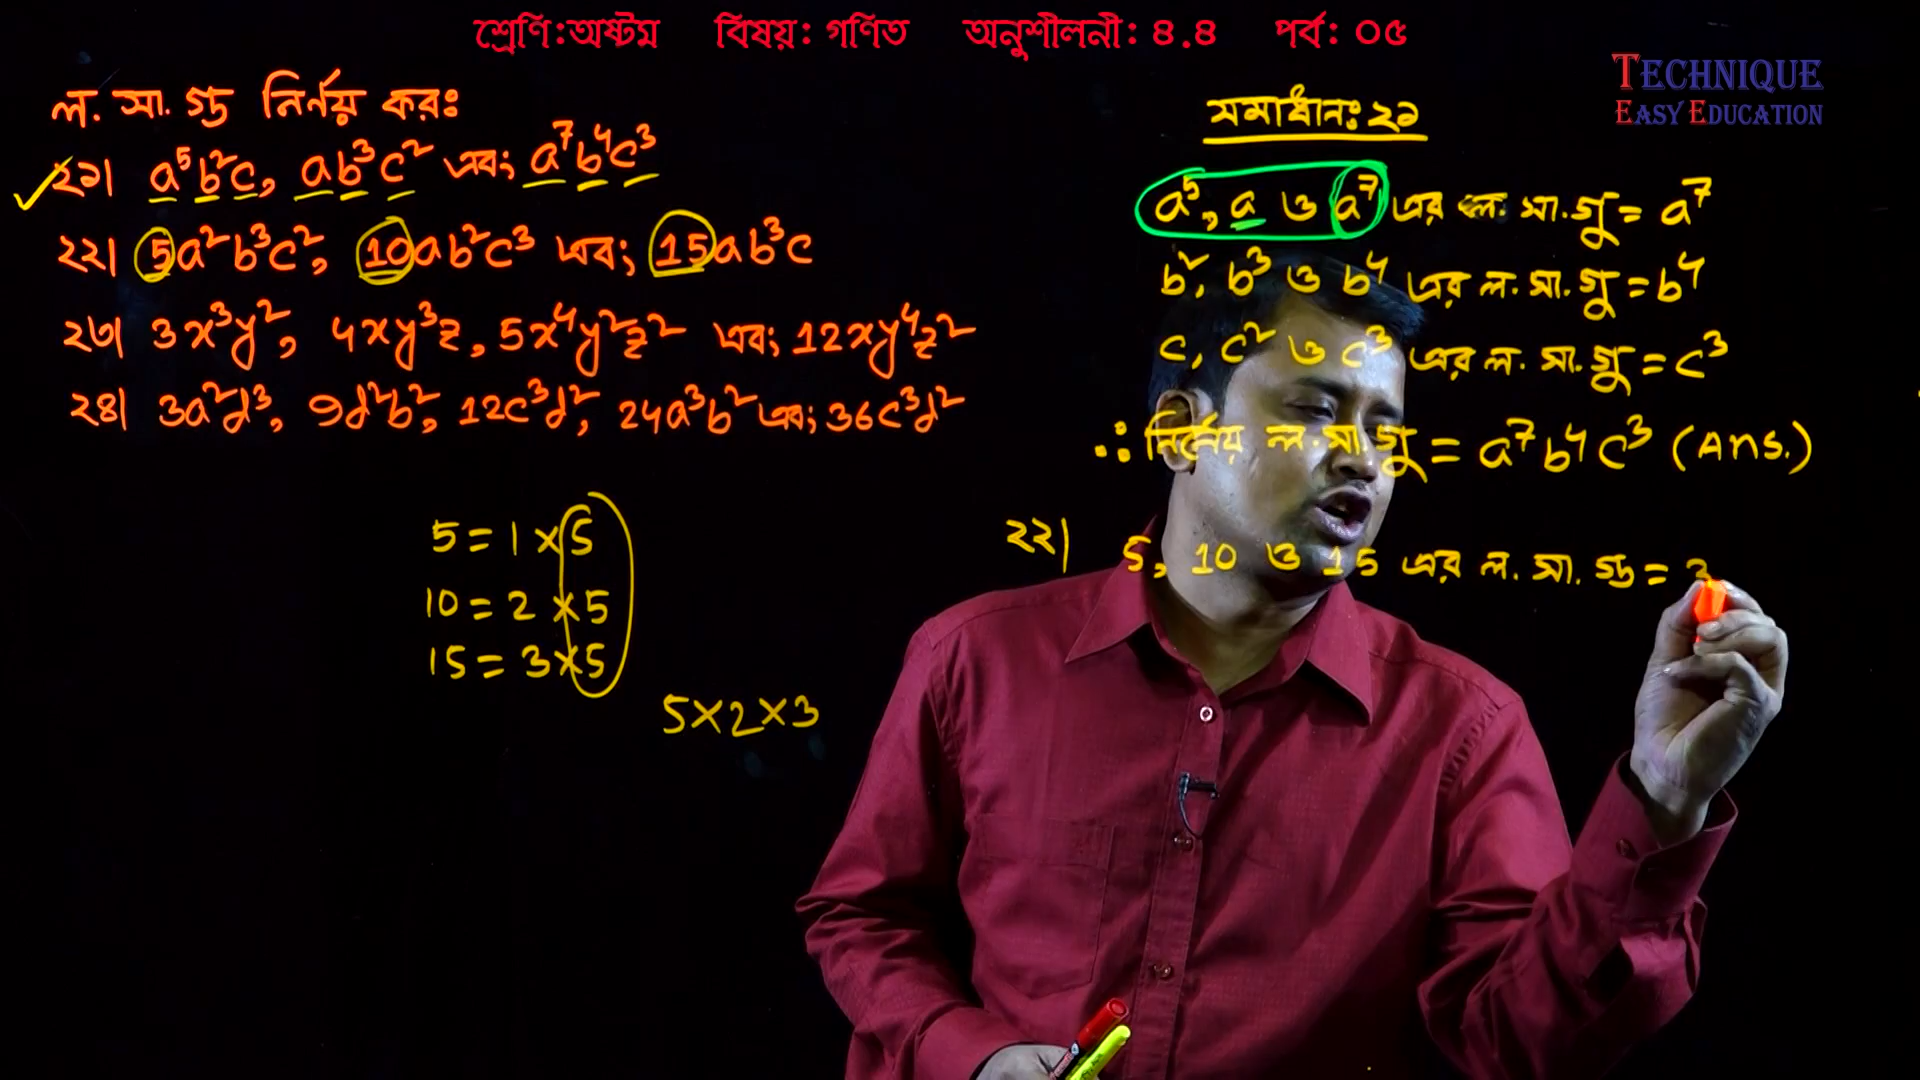 শ্রেণি:অষ্টম বিষয়: গণিত অনুশীলনী: ৪.৪ পর্ব: ০৫
TECHNIQUE
EASY EDUCATION
ল. সা. গু নির্ণয় করঃ
২১। a⁵b²c, ab³c² এবং a⁷b⁴c³
২২। 5a²b³c², 10ab²c³ এবং 15ab³c
২৩। 3x³y², 4xy³z, 5x⁴y²z² এবং 12xy⁴z²
২৪। 3a²d³, 9d²b², 12c³d², 24a³b² এবং 36c³d²
5 = 1 × 5
10 = 2 × 5
15 = 3 × 5
5×2×3
সমাধানঃ ২১
a⁵, a ও a⁷ এর ল. সা. গু = a⁷
b², b³ ও b⁴ এর ল. সা. গু = b⁴
c, c² ও c³ এর ল. সা. গু = c³
∴ নির্ণেয় ল. সা. গু = a⁷b⁴c³ (Ans.)
২২। 5, 10 ও 15 এর ল. সা. গু = 3